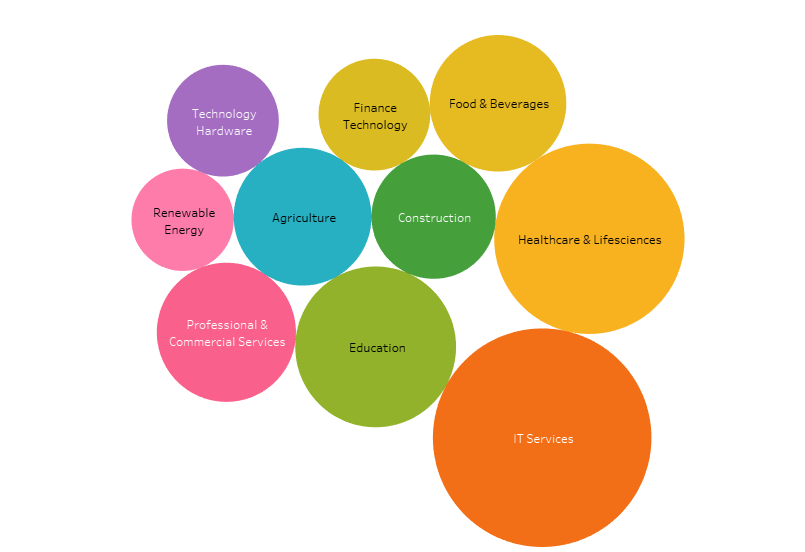 Food & Beverages
Finance
Technology
Technology
Hardware
Renewable
Energy
Agriculture
Construction
Healthcare & Lifesciences
Professional &
Commercial Services
Education
IT Services